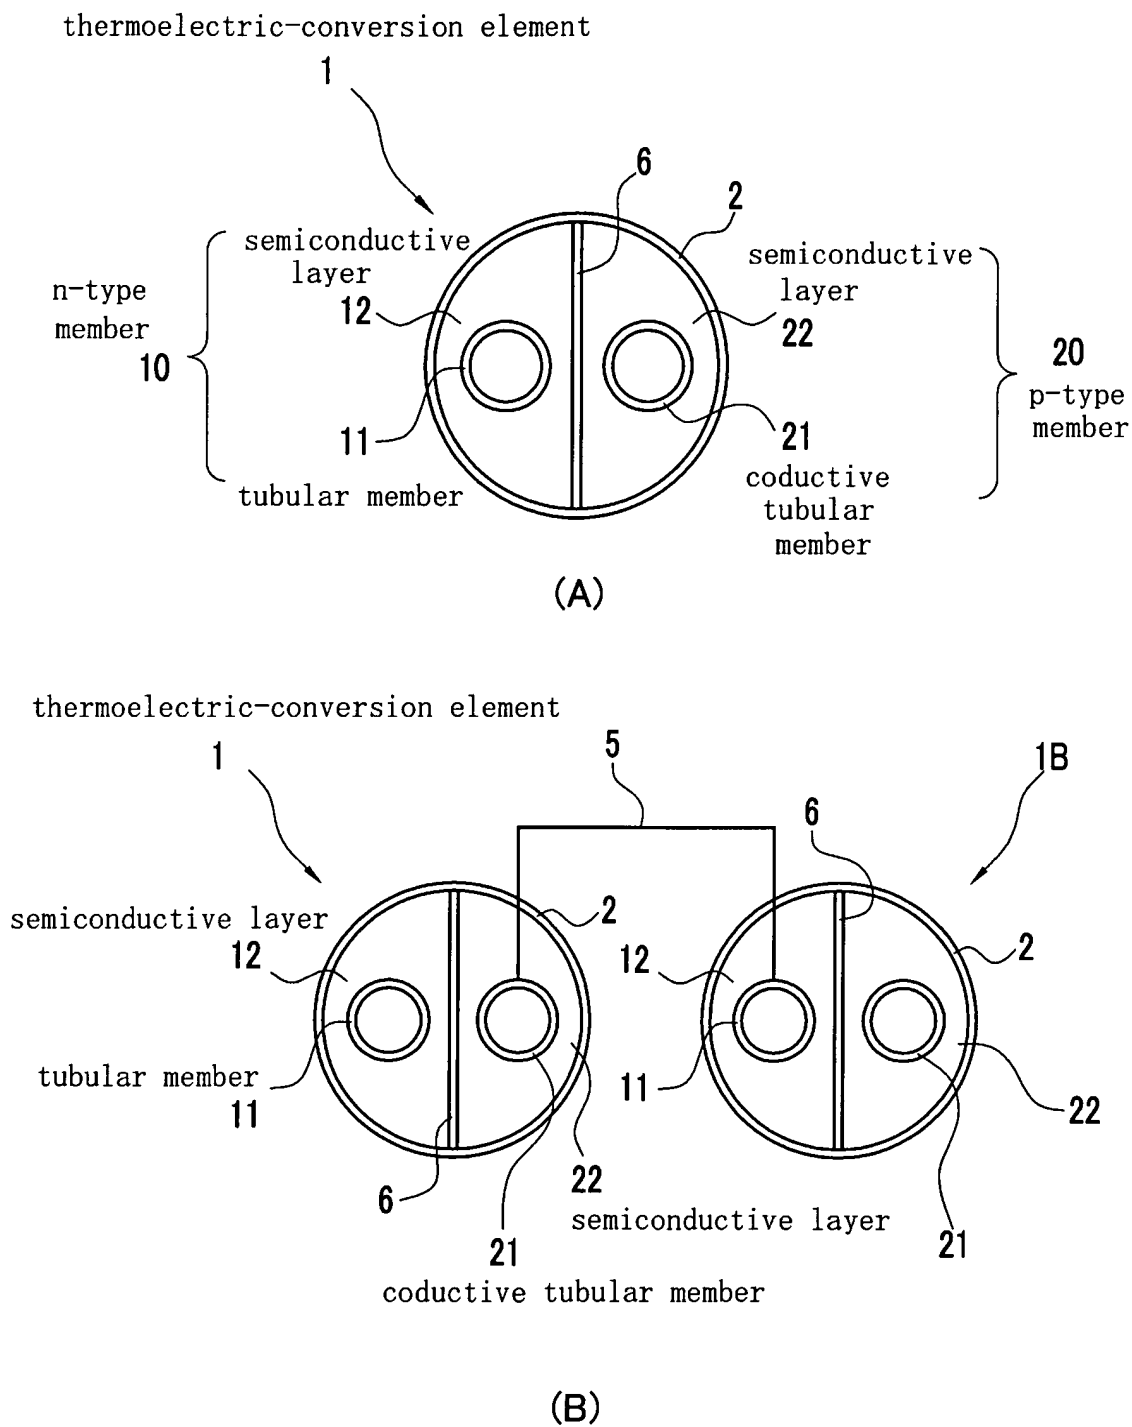 thermoelectric-conversion element
1
6
2
semiconductive
layer
12
semiconductive
layer
22
n-type
member
10
20
p-type
member
11
21
tubular member
coductive
tubular
member
(A)
thermoelectric-conversion element
1
5
1B
6
semiconductive layer
12
2
12
2
tubular member
11
11
22
6
22
semiconductive layer
21
21
coductive tubular member
(B)